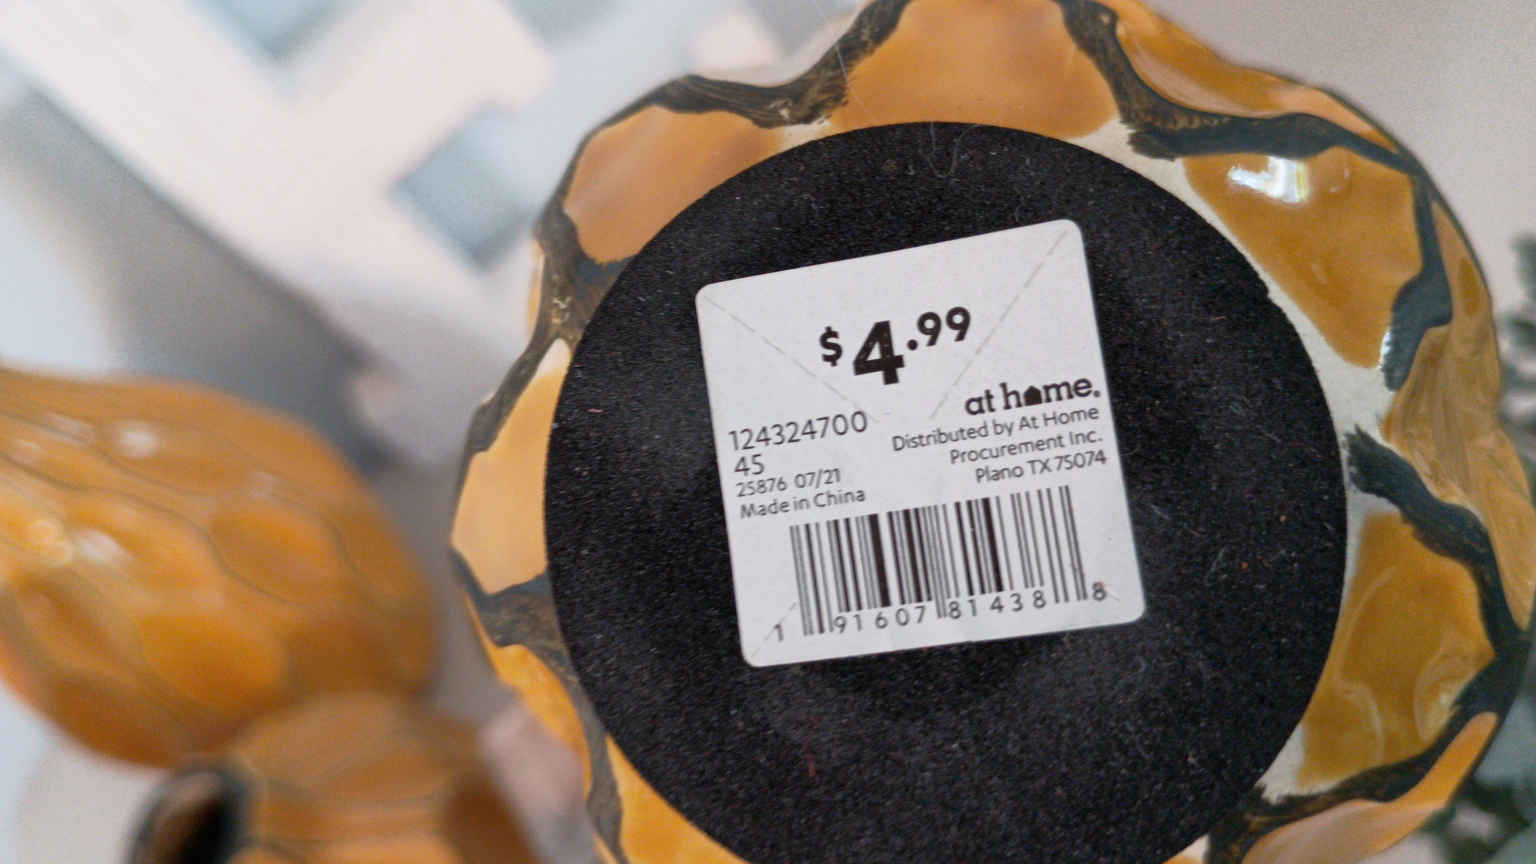 $4.99
at home.
Distributed by At Home
Procurement Inc.
Plano TX 75074
124324700
45
25876 07/21
Made in China
1 91607 81438 8